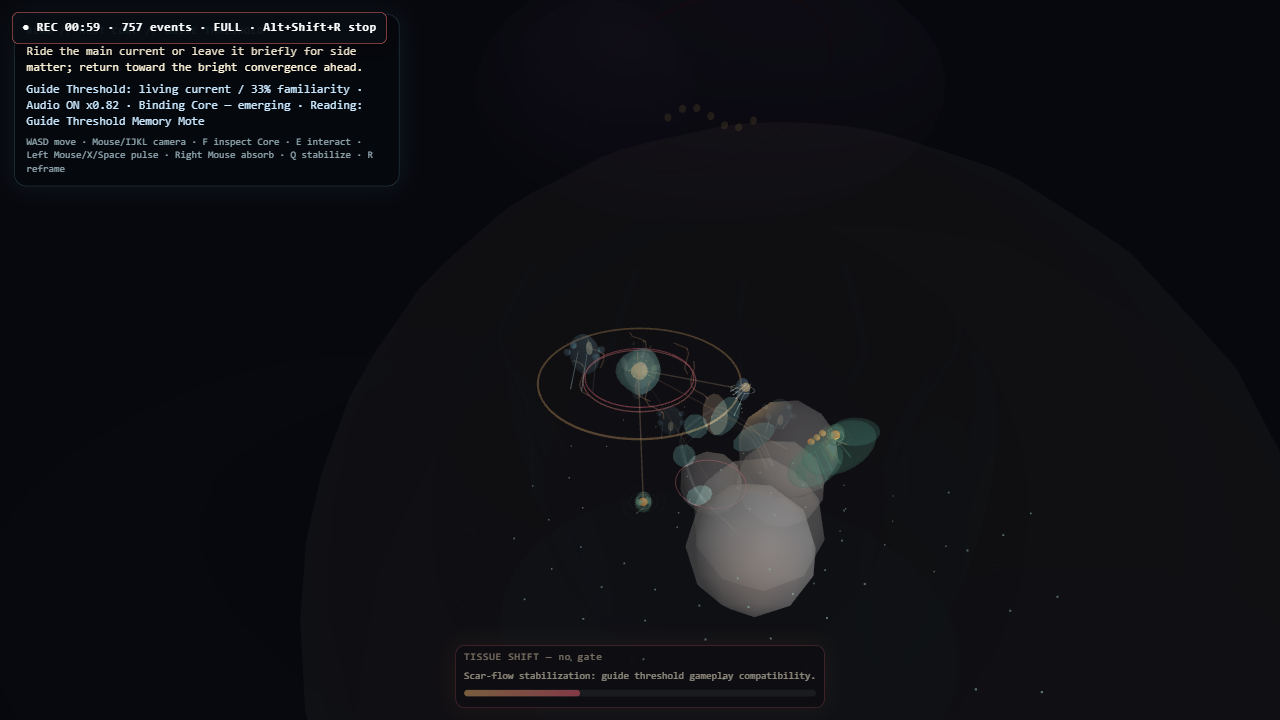 ● REC 00:59 · 757 events · FULL · Alt+Shift+R stop
Ride the main current or leave it briefly for side
matter; return toward the bright convergence ahead.
Guide Threshold: living current / 33% familiarity ·
Audio ON x0.82 · Binding Core — emerging · Reading:
Guide Threshold Memory Mote
WASD move · Mouse/IJKL camera · F inspect Core · E interact ·
Left Mouse/X/Space pulse · Right Mouse absorb · Q stabilize · R
reframe
TISSUE SHIFT — no gate
Scar-flow stabilization: guide threshold gameplay compatibility.